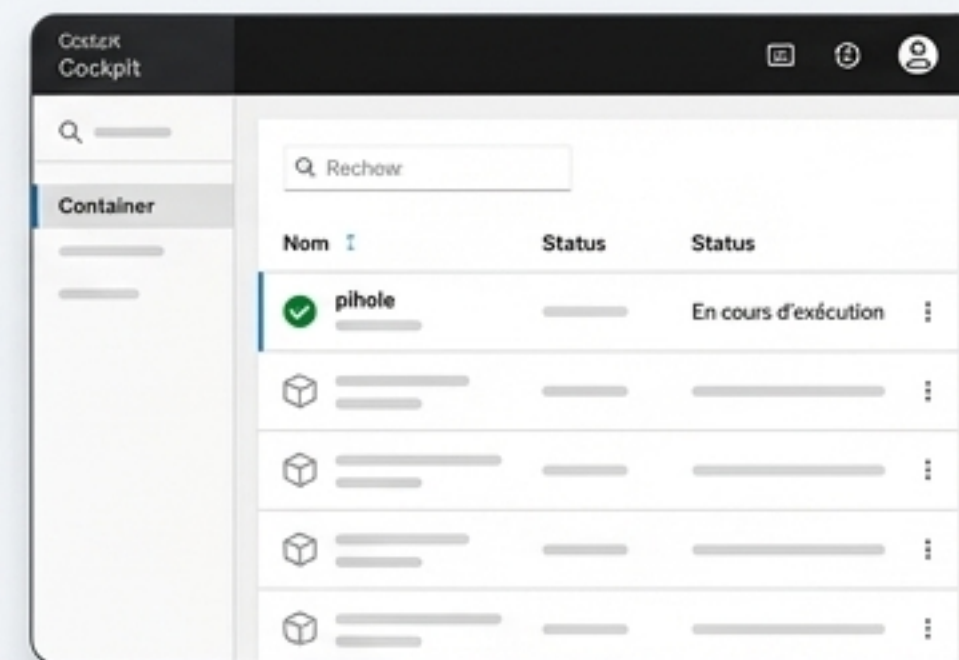 Cockpit
Container
Rechow
Nom
Status
Status
pihole
En cours d'exécution